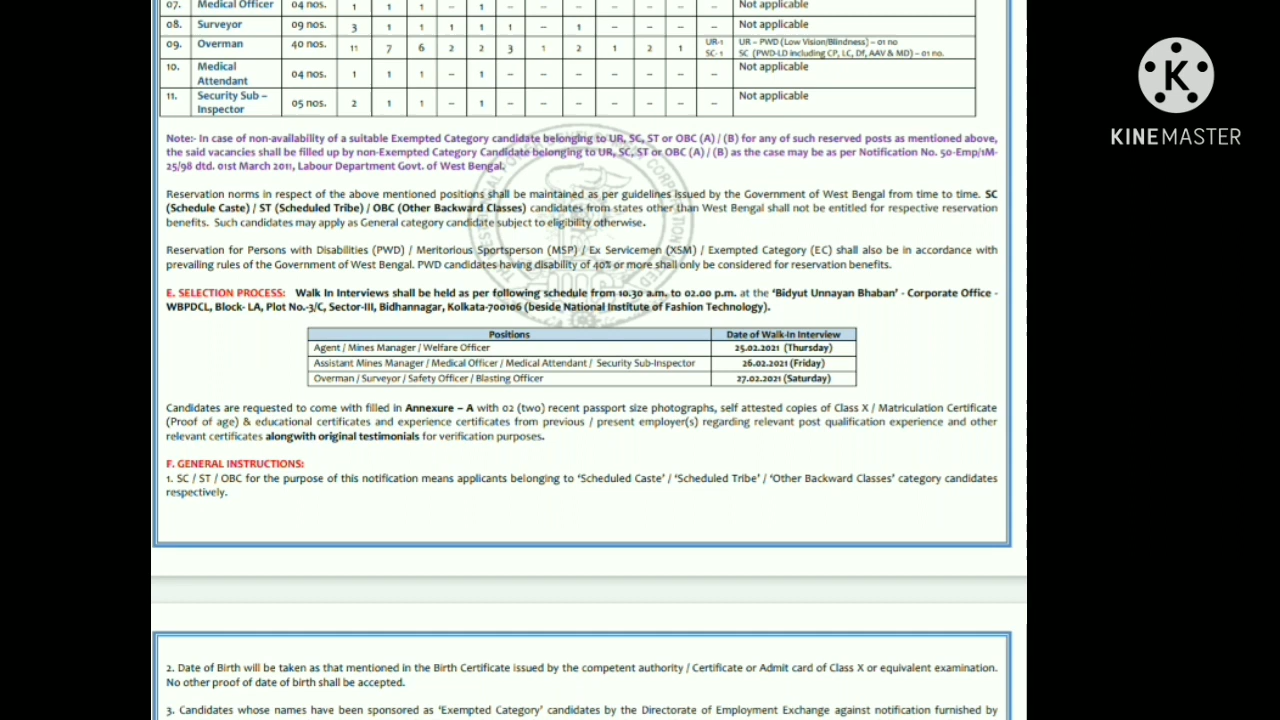 07. Medical Officer 04 nos. 1 1 1 -- -- 1 -- -- -- -- -- -- -- Not applicable
08. Surveyor 09 nos. 3 1 1 1 1 1 -- 1 -- -- -- -- Not applicable
09. Overman 40 nos. 11 7 6 2 2 3 1 2 1 2 1 UR-1 SC-1 UR – PWD (Low Vision/Blindness) – 01 no
SC (PWD-LD including CP, LC, Df, AAV & MD) – 01 no.
10. Medical Attendant 04 nos. 1 1 1 -- 1 -- -- -- -- -- -- -- Not applicable
11. Security Sub – Inspector 05 nos. 2 1 1 -- 1 -- -- -- -- -- -- -- Not applicable
Note:- In case of non-availability of a suitable Exempted Category candidate belonging to UR, SC, ST or OBC (A) / (B) for any of such reserved posts as mentioned above,
the said vacancies shall be filled up by non-Exempted Category Candidate belonging to UR, SC, ST or OBC (A) / (B) as the case may be as per Notification No. 50-Emp/1M-
25/98 dtd. 01st March 2011, Labour Department Govt. of West Bengal.
Reservation norms in respect of the above mentioned positions shall be maintained as per guidelines issued by the Government of West Bengal from time to time. SC
(Schedule Caste) / ST (Scheduled Tribe) / OBC (Other Backward Classes) candidates from states other than West Bengal shall not be entitled for respective reservation
benefits. Such candidates may apply as General category candidate subject to eligibility otherwise.
Reservation for Persons with Disabilities (PWD) / Meritorious Sportsperson (MSP) / Ex Servicemen (XSM) / Exempted Category (EC) shall also be in accordance with
prevailing rules of the Government of West Bengal. PWD candidates having disability of 40% or more shall only be considered for reservation benefits.
E. SELECTION PROCESS: Walk In Interviews shall be held as per following schedule from 10.30 a.m. to 02.00 p.m. at the 'Bidyut Unnayan Bhaban' - Corporate Office -
WBPDCL, Block- LA, Plot No.-3/C, Sector-III, Bidhannagar, Kolkata-700106 (beside National Institute of Fashion Technology).
Positions Date of Walk-In Interview
Agent / Mines Manager / Welfare Officer 25.02.2021 (Thursday)
Assistant Mines Manager / Medical Officer / Medical Attendant / Security Sub-Inspector 26.02.2021 (Friday)
Overman / Surveyor / Safety Officer / Blasting Officer 27.02.2021 (Saturday)
Candidates are requested to come with filled in Annexure – A with 02 (two) recent passport size photographs, self attested copies of Class X / Matriculation Certificate
(Proof of age) & educational certificates and experience certificates from previous / present employer(s) regarding relevant post qualification experience and other
relevant certificates alongwith original testimonials for verification purposes.
F. GENERAL INSTRUCTIONS:
1. SC / ST / OBC for the purpose of this notification means applicants belonging to 'Scheduled Caste' / 'Scheduled Tribe' / 'Other Backward Classes' category candidates
respectively.
2. Date of Birth will be taken as that mentioned in the Birth Certificate issued by the competent authority / Certificate or Admit card of Class X or equivalent examination.
No other proof of date of birth shall be accepted.
3. Candidates whose names have been sponsored as 'Exempted Category' candidates by the Directorate of Employment Exchange against notification furnished by
KINEMASTER